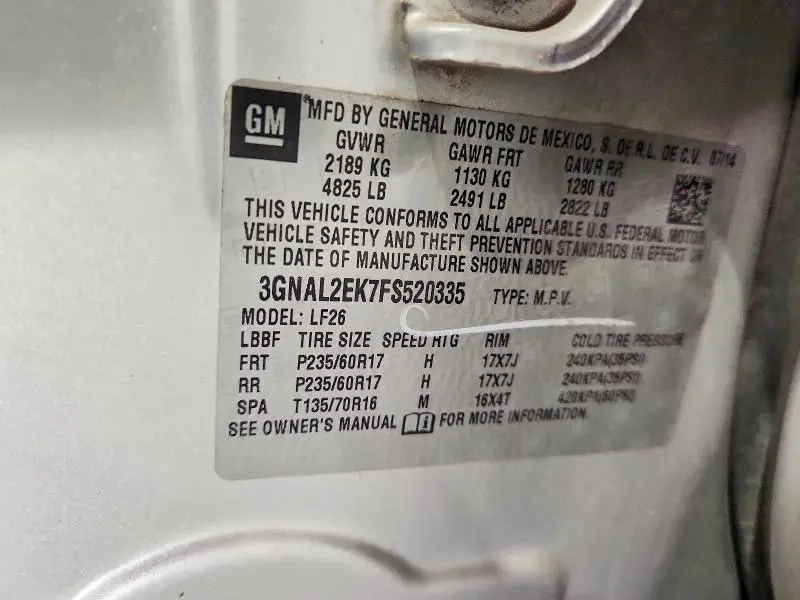 GM
MFD BY GENERAL MOTORS DE MEXICO, S. DE R.L. DE C.V. 07/14
GVWR GAWR FRT GAWR RR
2189 KG 1130 KG 1280 KG
4825 LB 2491 LB 2822 LB
THIS VEHICLE CONFORMS TO ALL APPLICABLE U.S. FEDERAL MOTOR
VEHICLE SAFETY AND THEFT PREVENTION STANDARDS IN EFFECT ON
THE DATE OF MANUFACTURE SHOWN ABOVE.
3GNAL2EK7FS520335 TYPE: M.P.V.
MODEL: LF26
LBBF TIRE SIZE SPEED RTG RIM COLD TIRE PRESSURE
FRT P235/60R17 H 17X7J 240KPA(35PSI)
RR P235/60R17 H 17X7J 240KPA(35PSI)
SPA T135/70R16 M 16X4T 420KPA(60PSI)
SEE OWNER'S MANUAL i FOR MORE INFORMATION.